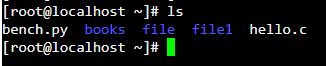 [root@localhost ~]# ls
bench.py  books  file  file1  hello.c
[root@localhost ~]#